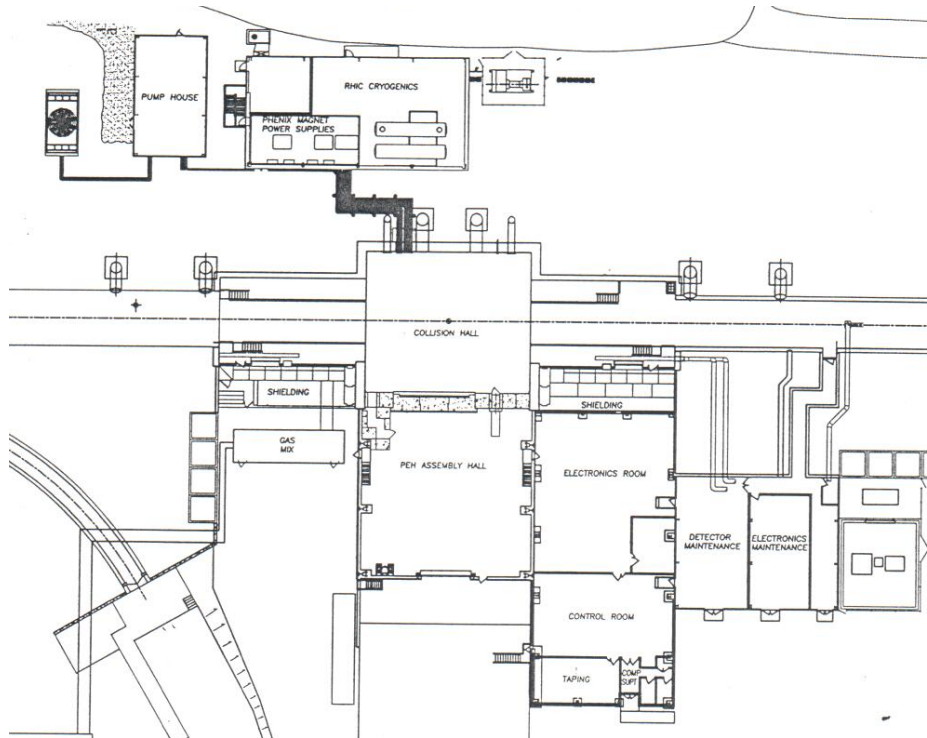 PUMP HOUSE
RHIC CRYOGENICS
PHENIX MAGNET
POWER SUPPLIES
COLLISION HALL
SHIELDING
SHIELDING
GAS
MIX
PEH ASSEMBLY HALL
ELECTRONICS ROOM
DETECTOR
MAINTENANCE
ELECTRONICS
MAINTENANCE
CONTROL ROOM
TAPING
COMP
SUPT